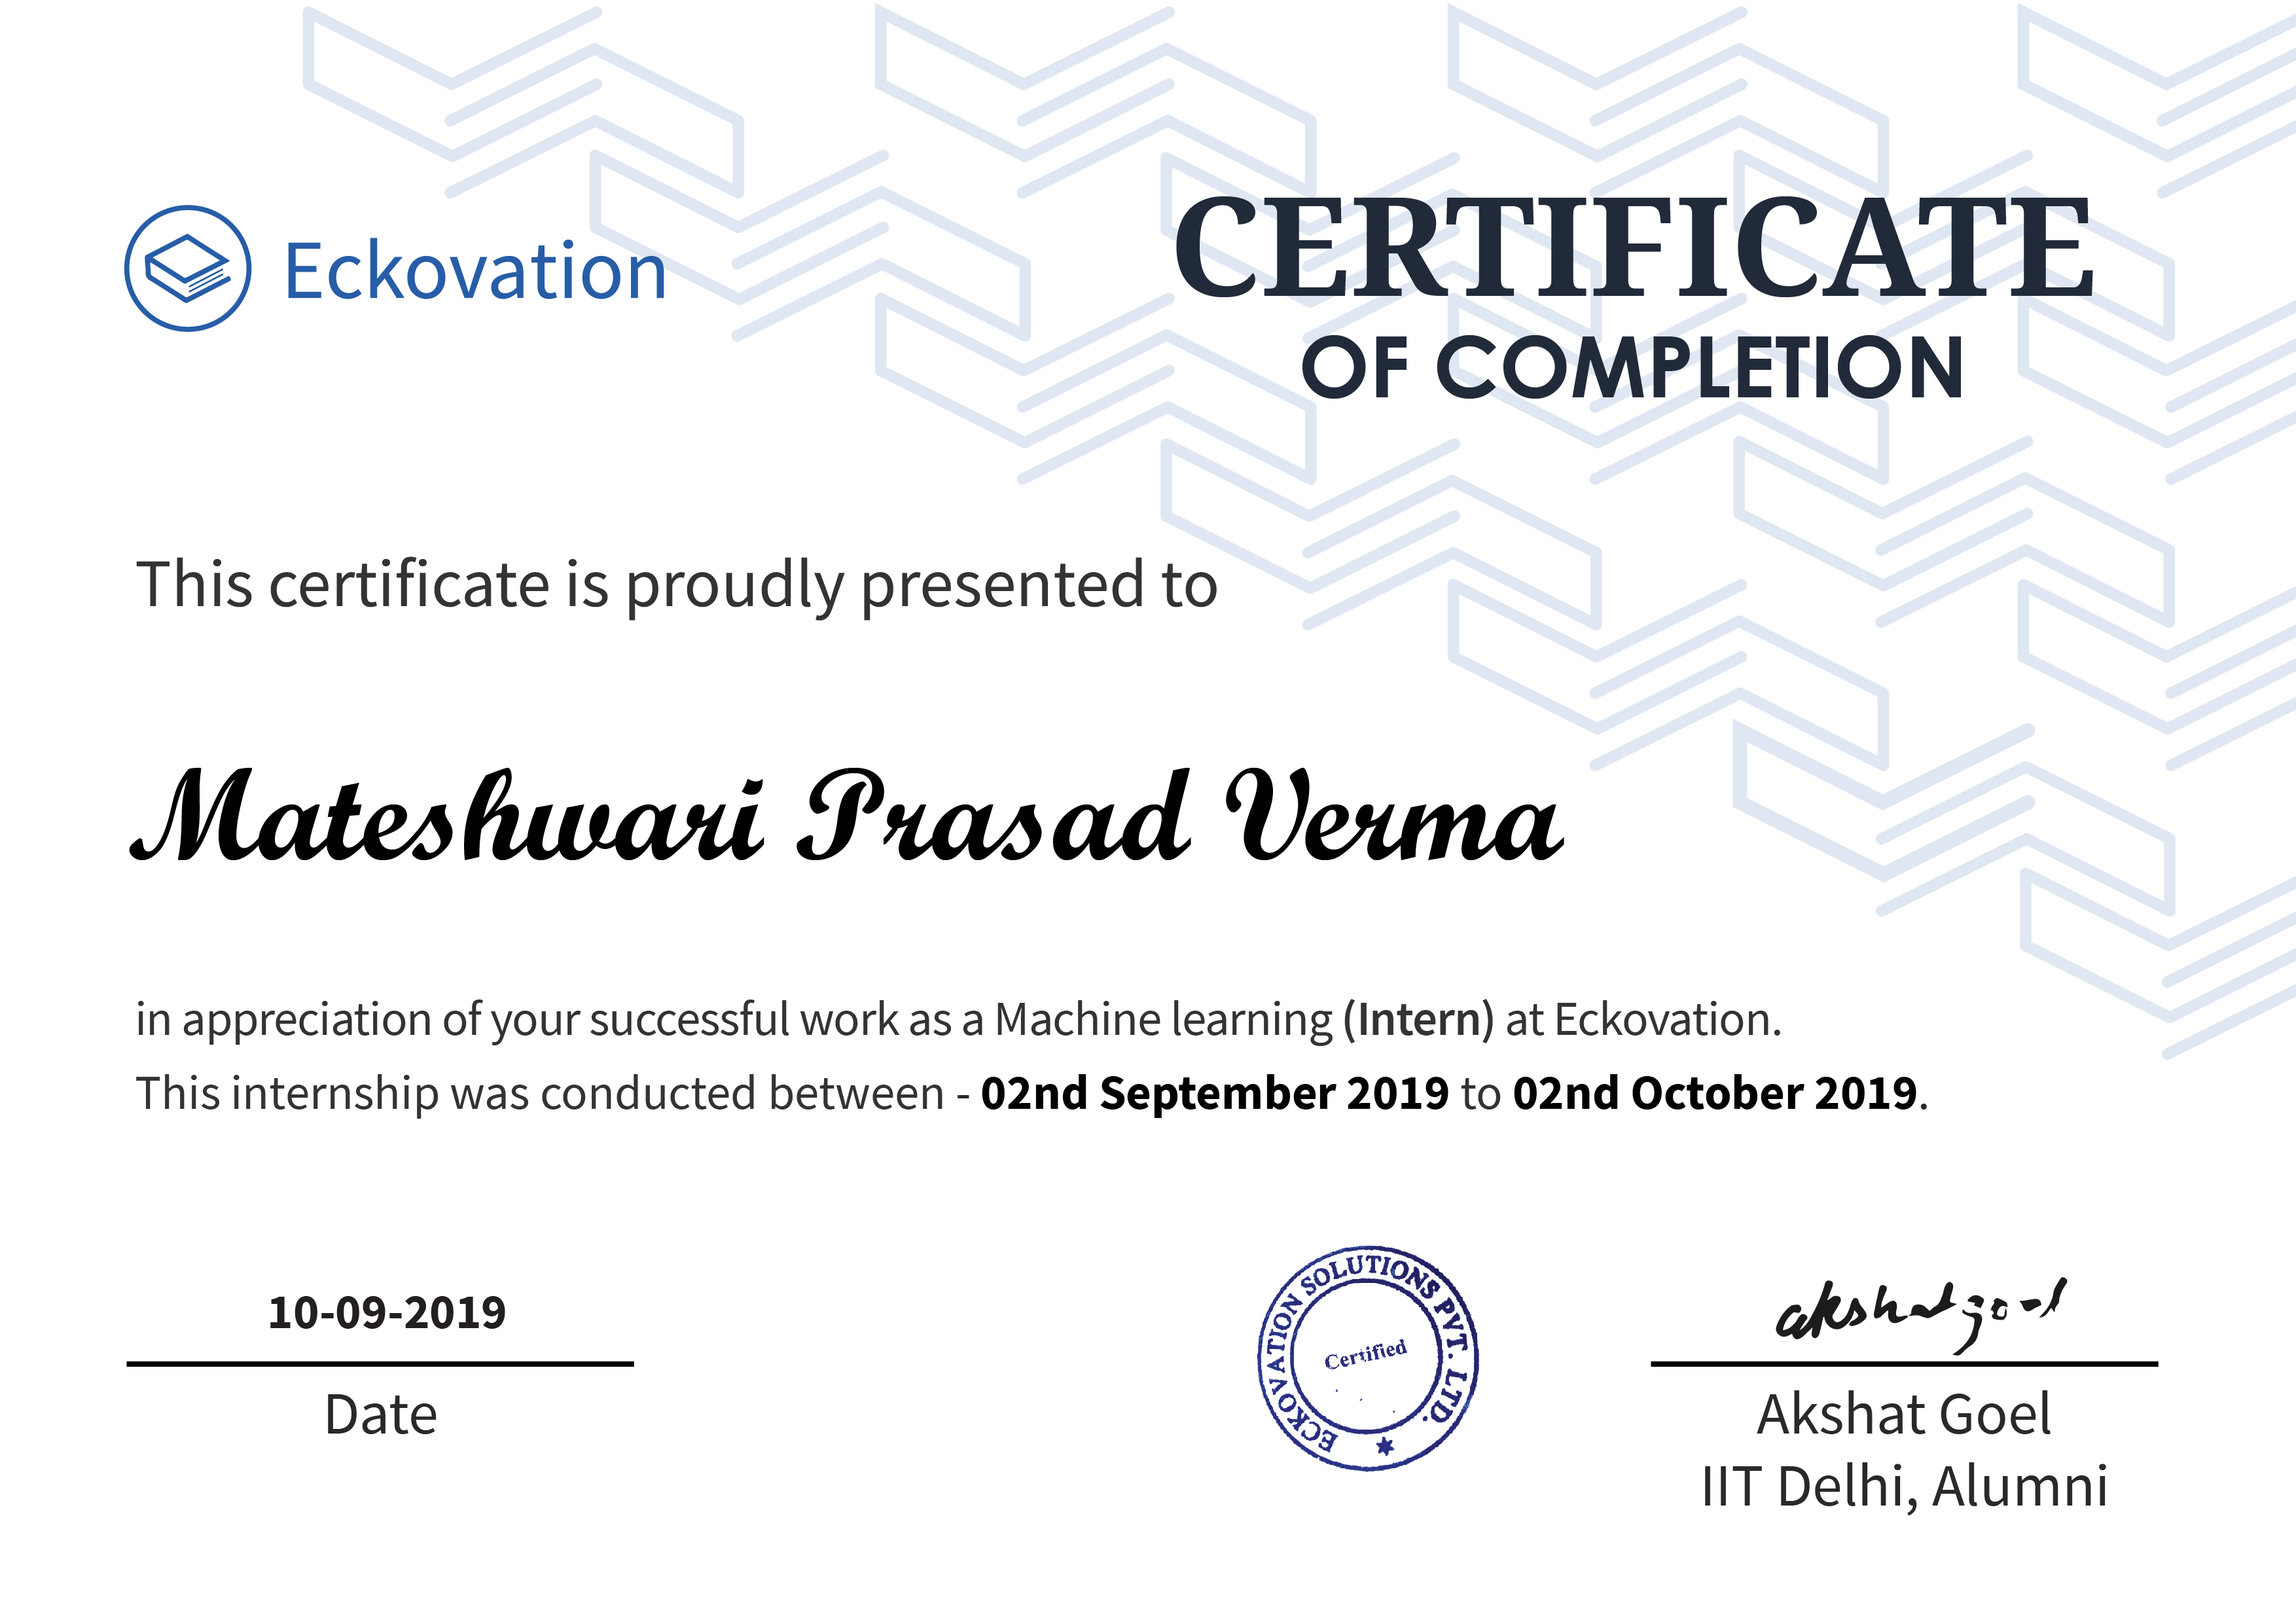 Eckovation
CERTIFICATE
OF COMPLETION
This certificate is proudly presented to
Mateshwari Prasad Verma
in appreciation of your successful work as a Machine learning (Intern) at Eckovation.
This internship was conducted between - 02nd September 2019 to 02nd October 2019.
10-09-2019
Date
ECKOVATION SOLUTIONS PVT. LTD.
Certified
akshat goel
Akshat Goel
IIT Delhi, Alumni